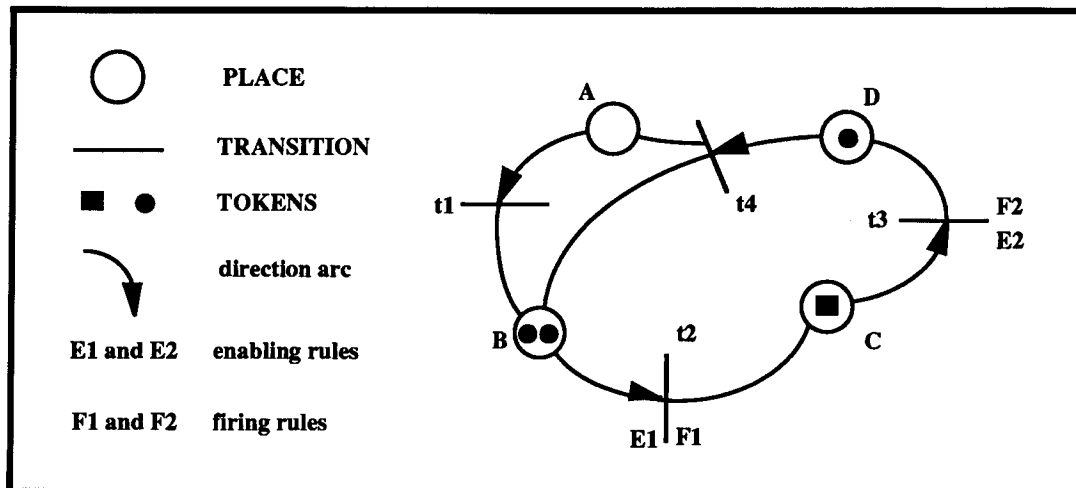 PLACE
TRANSITION
TOKENS
direction arc
E1 and E2 enabling rules
F1 and F2 firing rules
A
D
t1
t4
t3
F2
E2
B
C
t2
E1
F1